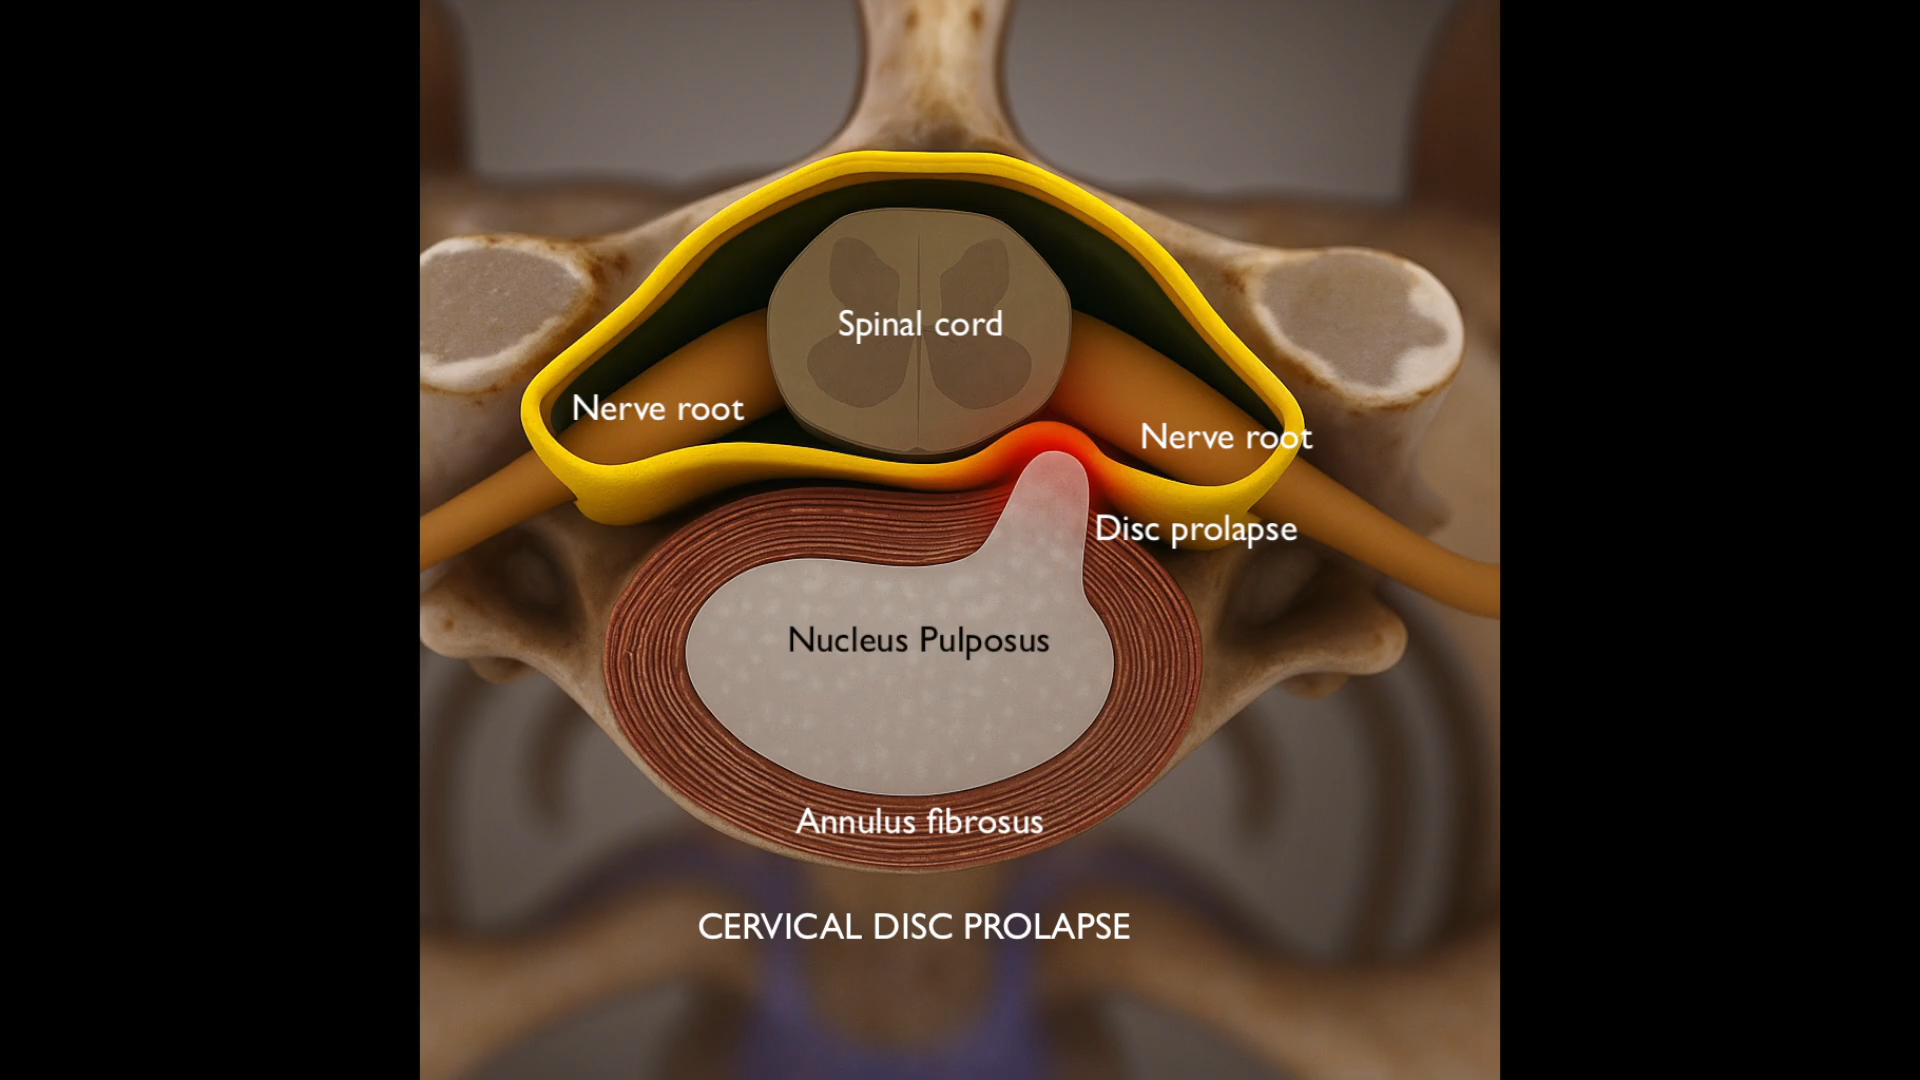 Spinal cord
Nerve root
Nerve root
Disc prolapse
Nucleus Pulposus
Annulus fibrosus
CERVICAL DISC PROLAPSE